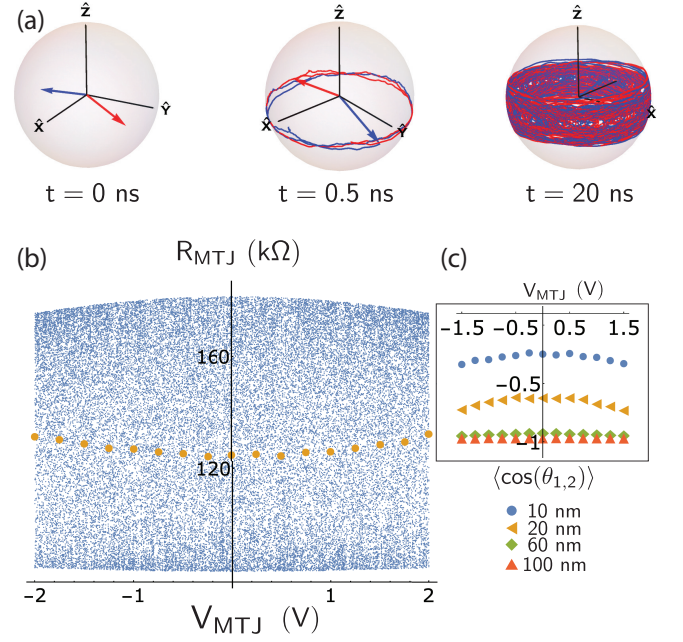 (a)
Ẑ
X̂
Ŷ
t = 0 ns
Ẑ
X̂
Ŷ
t = 0.5 ns
Ẑ
X̂
t = 20 ns
(b)
R_MTJ (kΩ)
160
120
−2
−1
1
2
V_MTJ (V)
(c)
V_MTJ (V)
−1.5
−0.5
0.5
1.5
−0.5
−1
⟨cos(θ_1,2)⟩
10 nm
20 nm
60 nm
100 nm